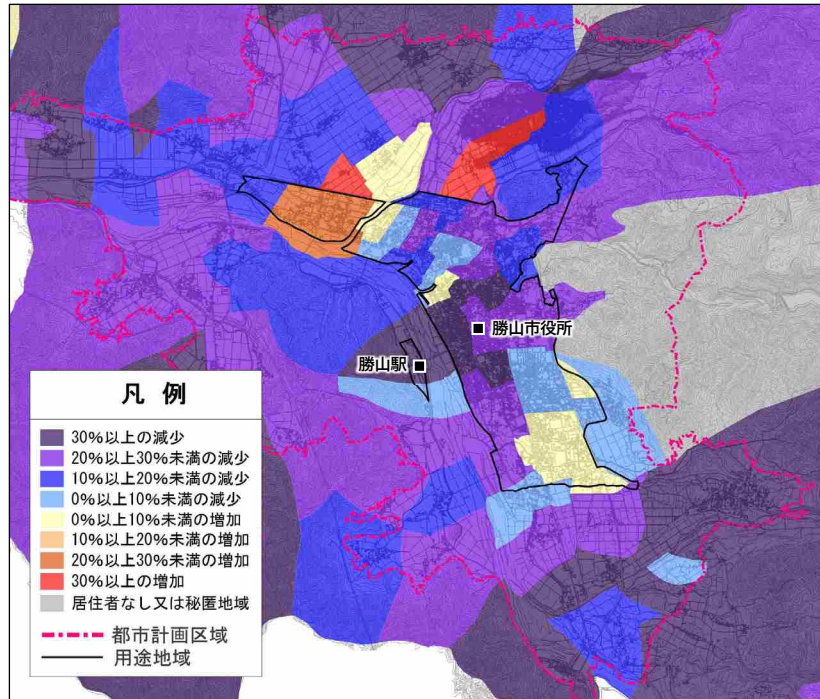 勝山市役所
勝山駅
凡 例
30%以上の減少
20%以上30%未満の減少
10%以上20%未満の減少
0%以上10%未満の減少
0%以上10%未満の増加
10%以上20%未満の増加
20%以上30%未満の増加
30%以上の増加
居住者なし又は秘匿地域
都市計画区域
用途地域